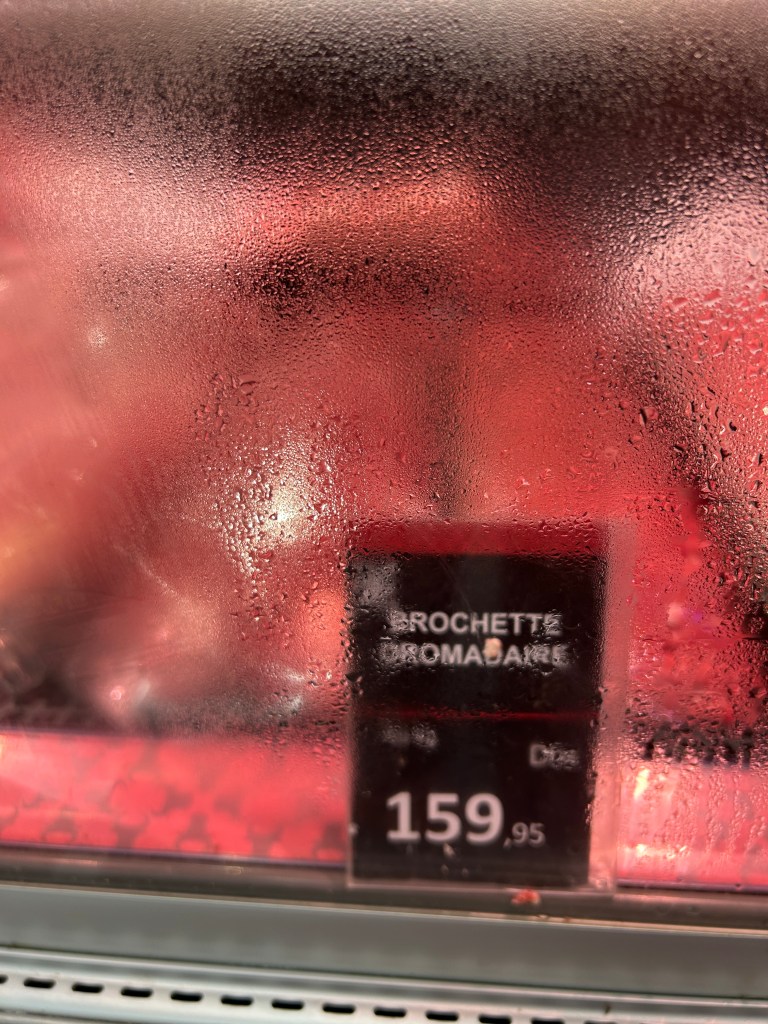 BROCHETTE
DROMADAIRE
Dhs
159,95